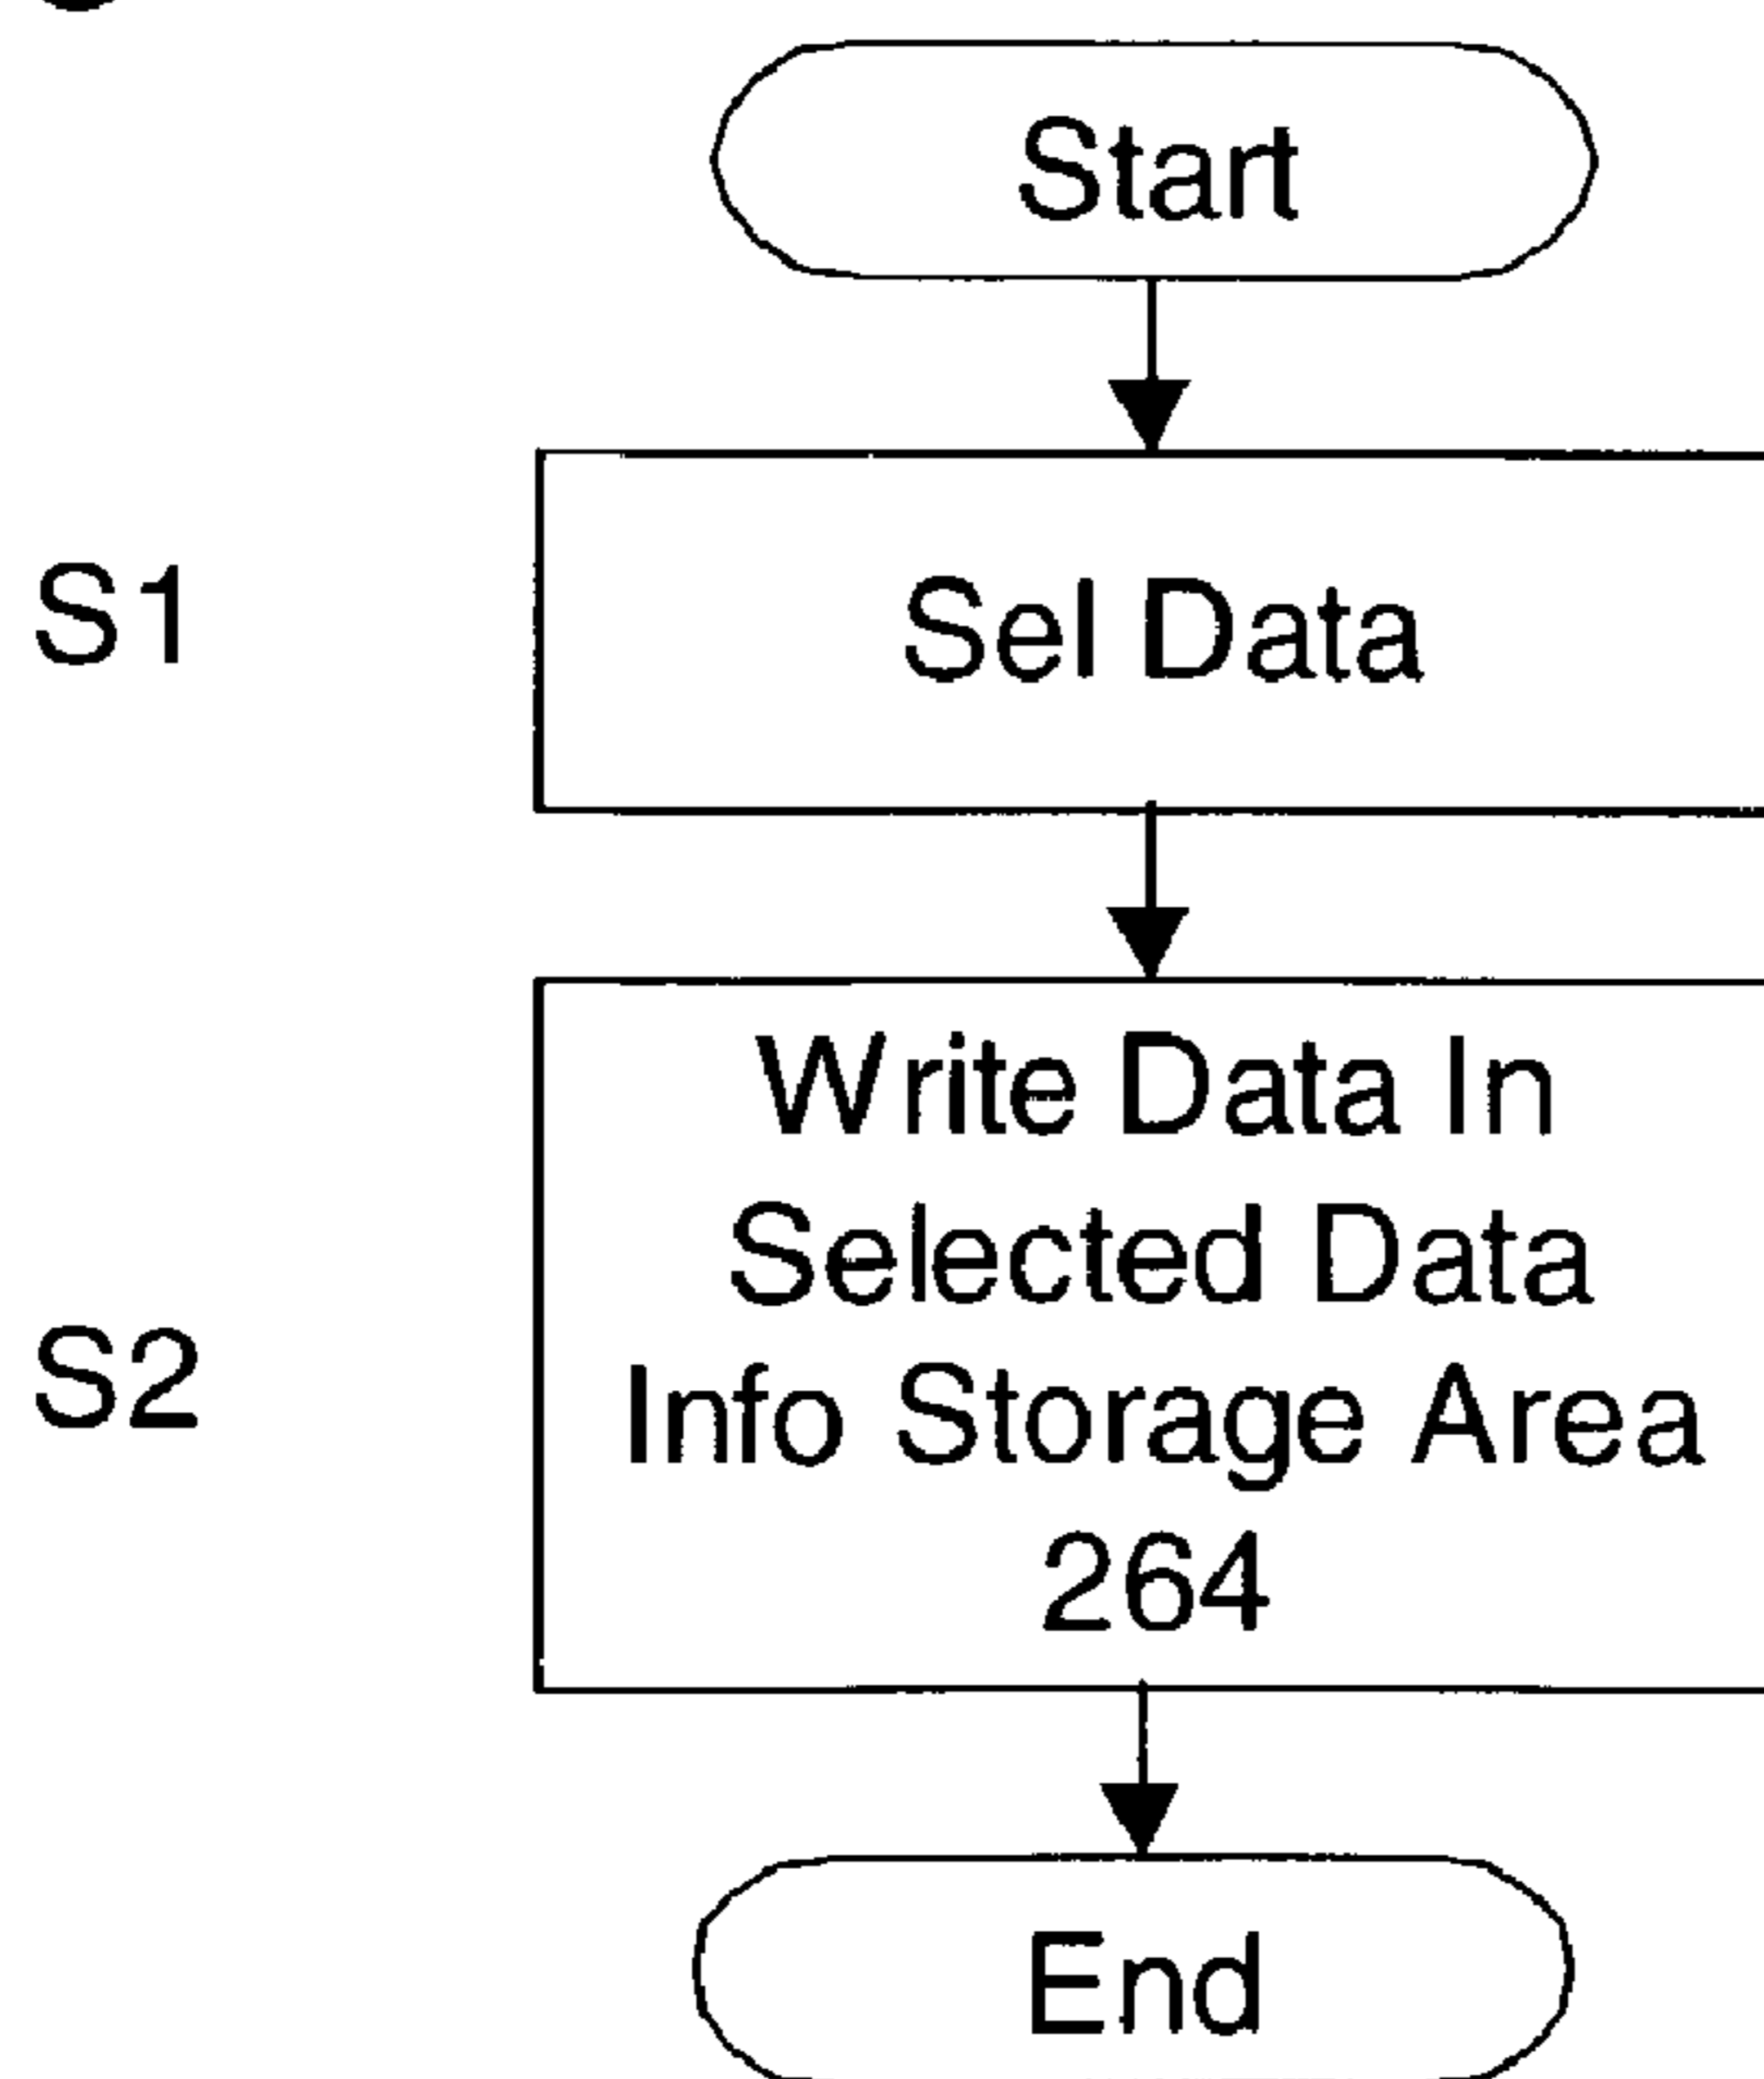 Start
S1
Sel Data
Write Data In
Selected Data
Info Storage Area
S2
264
End